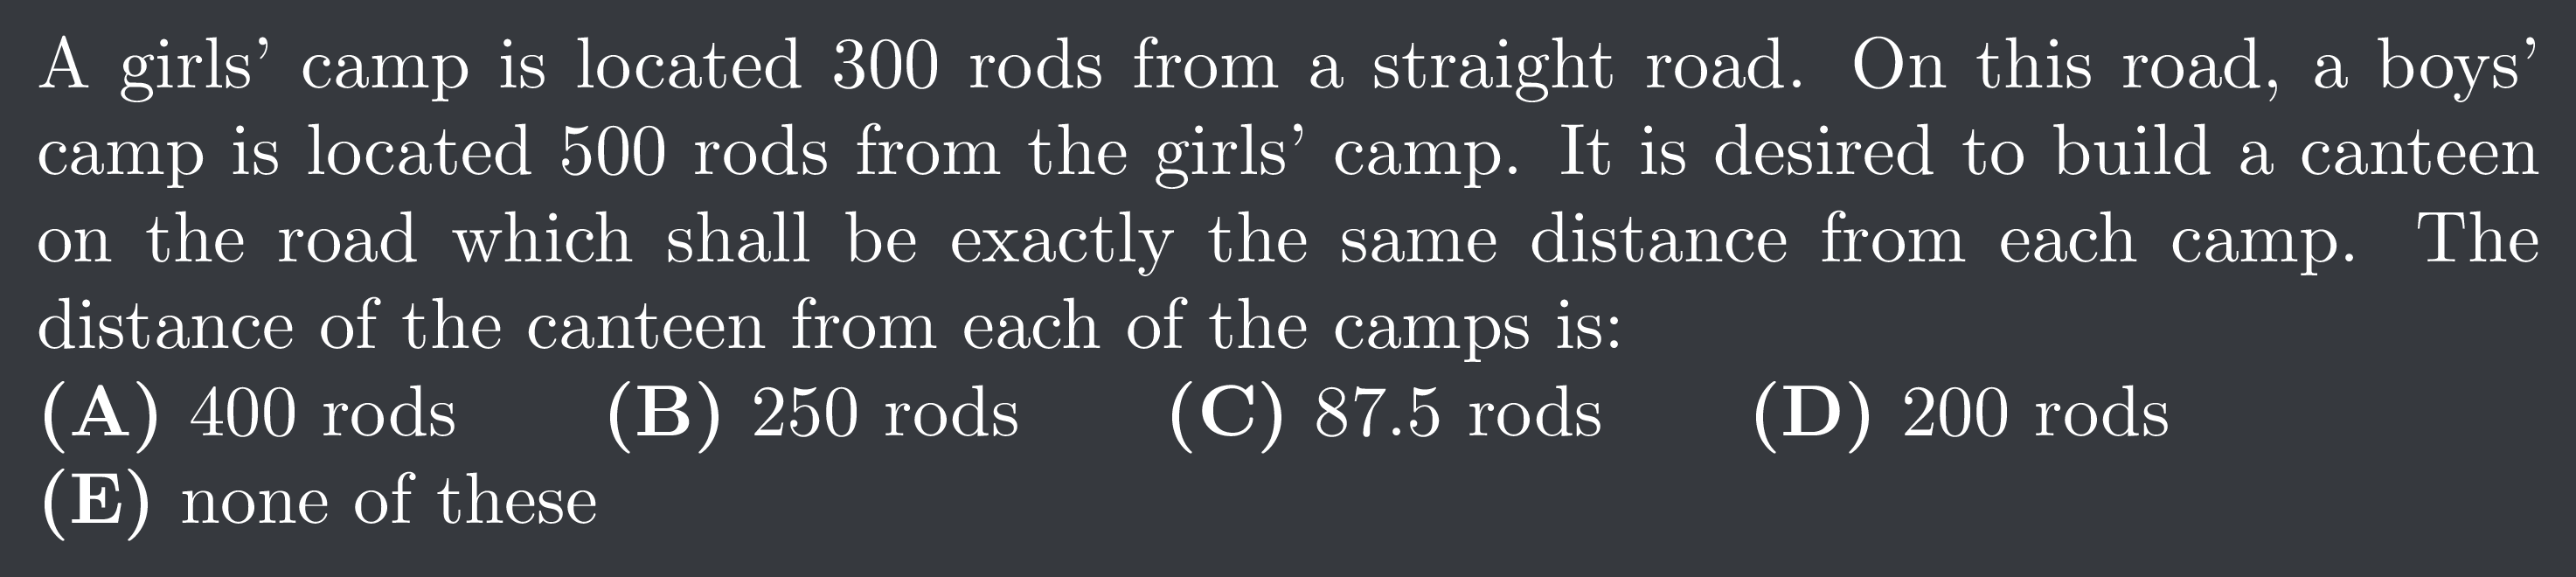 A girls’ camp is located 300 rods from a straight road. On this road, a boys’
camp is located 500 rods from the girls’ camp. It is desired to build a canteen
on the road which shall be exactly the same distance from each camp. The
distance of the canteen from each of the camps is:
(A) 400 rods (B) 250 rods (C) 87.5 rods (D) 200 rods
(E) none of these